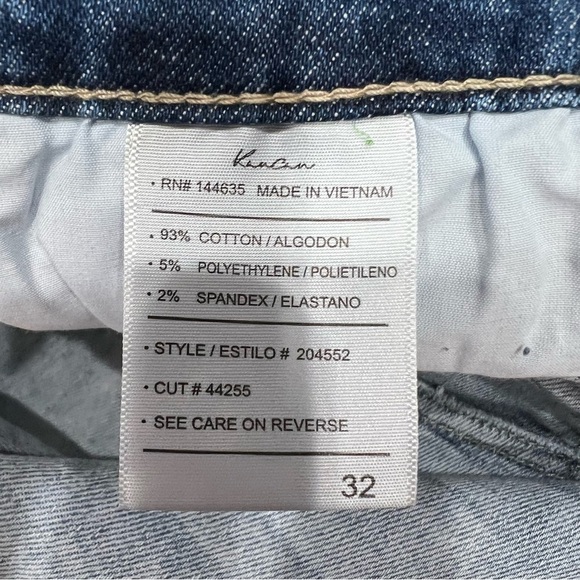 KanCan
• RN# 144635 MADE IN VIETNAM
• 93% COTTON / ALGODON
• 5% POLYETHYLENE / POLIETILENO
• 2% SPANDEX / ELASTANO
• STYLE / ESTILO # 204552
• CUT # 44255
• SEE CARE ON REVERSE
32